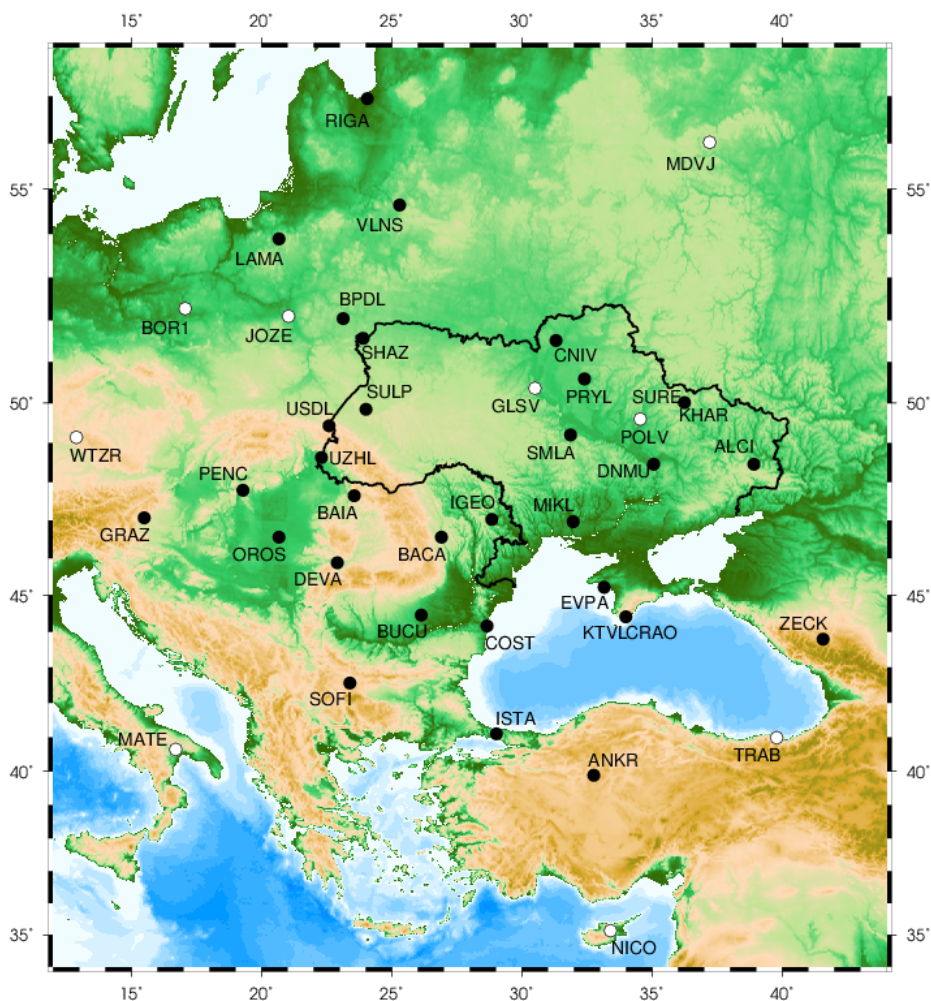 15° 20° 25° 30° 35° 40°
RIGA
MDVJ
55° 55°
VLNS
LAMA
BPDL
BOR1
JOZE
SHAZ
CNIV
SULP
GLSV
PRYL
SURE
50° 50°
USDL
KHAR
POLV
WTZR
SMLA
ALCI
UZHL
PENC
DNMU
BAIA
IGEO
MIKL
GRAZ
OROS
BACA
DEVA
45° 45°
EVPA
BUCU
COST
KTVLCRAO
ZECK
SOFI
ISTA
MATE
ANKR
TRAB
40° 40°
35° 35°
NICO
15° 20° 25° 30° 35° 40°